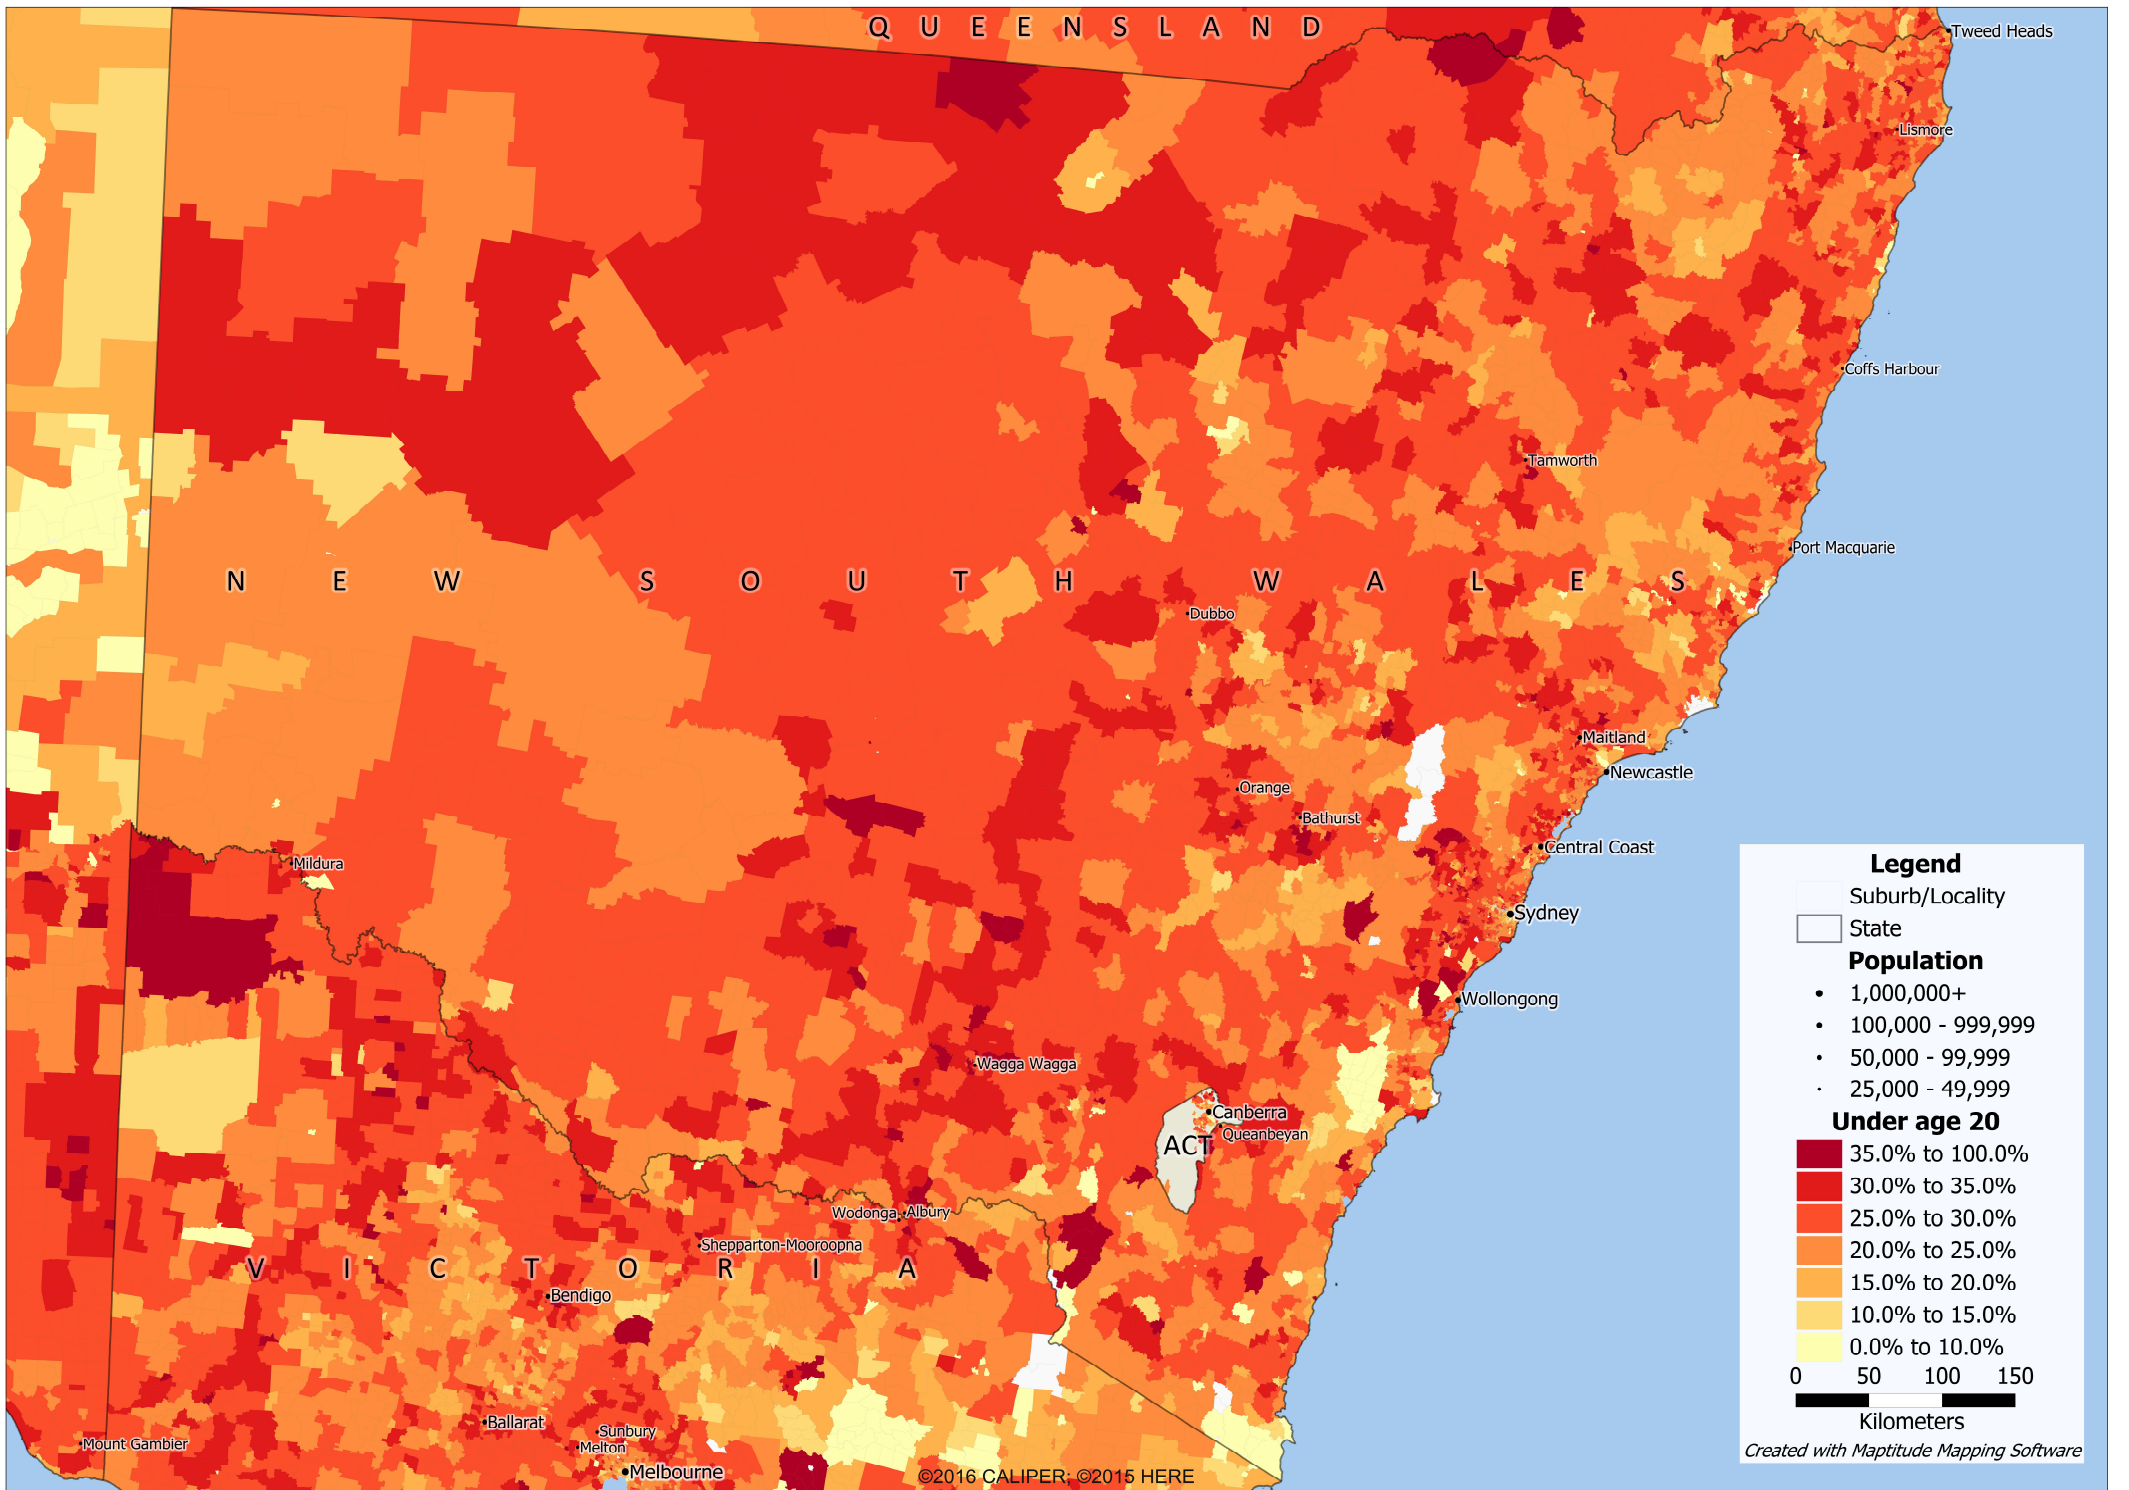 QUEENSLAND
Tweed Heads
Lismore
Coffs Harbour
Tamworth
Port Macquarie
NEW SOUTH WALES
Dubbo
Maitland
Newcastle
Orange
Bathurst
Central Coast
Mildura
Sydney
Wollongong
Wagga Wagga
Canberra
Queanbeyan
ACT
Wodonga
Albury
Shepparton-Mooroopna
VICTORIA
Bendigo
Ballarat
Sunbury
Melton
Mount Gambier
Melbourne
©2016 CALIPER; ©2015 HERE
Legend
Suburb/Locality
State
Population
1,000,000+
100,000 - 999,999
50,000 - 99,999
25,000 - 49,999
Under age 20
35.0% to 100.0%
30.0% to 35.0%
25.0% to 30.0%
20.0% to 25.0%
15.0% to 20.0%
10.0% to 15.0%
0.0% to 10.0%
0 50 100 150
Kilometers
Created with Maptitude Mapping Software